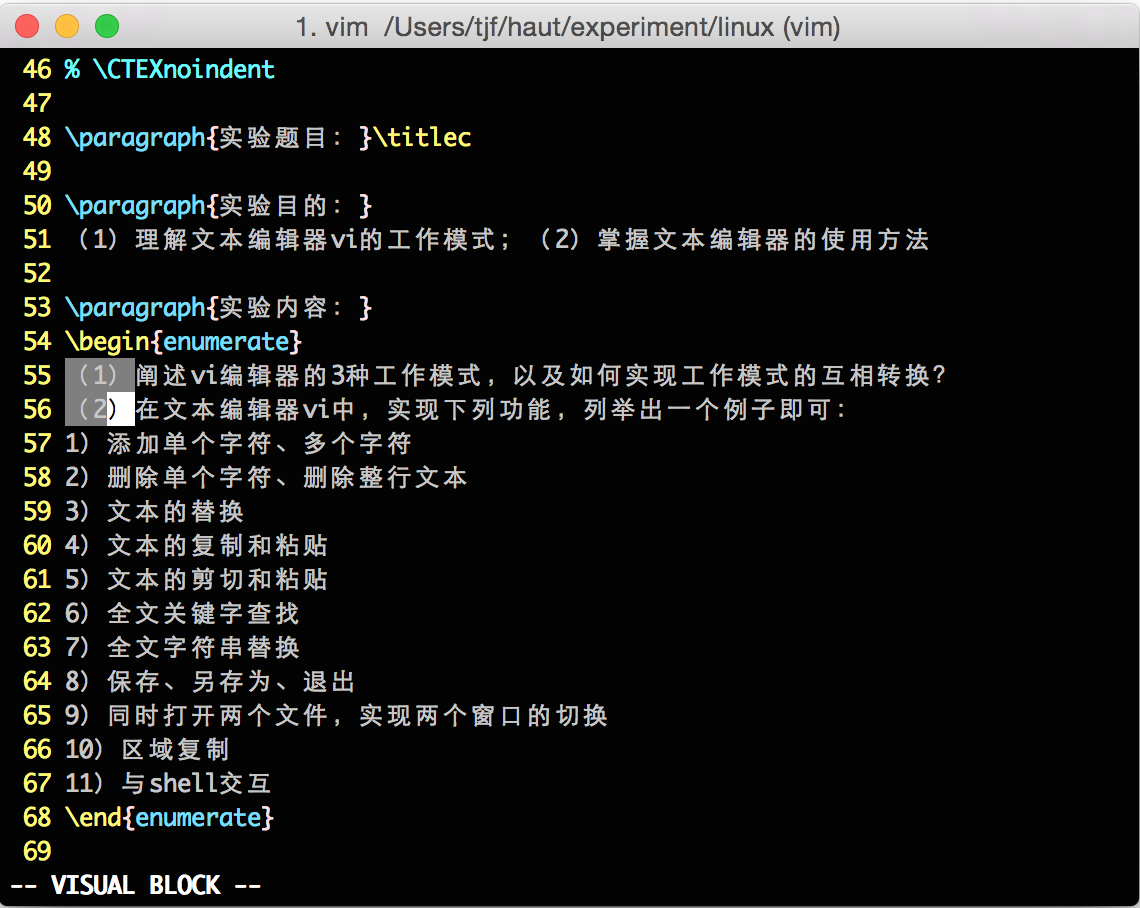 1. vim  /Users/tjf/haut/experiment/linux (vim)
46 % \CTEXnoindent
47
48 \paragraph{实验题目：}\titlec
49
50 \paragraph{实验目的：}
51 （1）理解文本编辑器vi的工作模式；（2）掌握文本编辑器的使用方法
52
53 \paragraph{实验内容：}
54 \begin{enumerate}
55 （1）阐述vi编辑器的3种工作模式，以及如何实现工作模式的互相转换？
56 （2）在文本编辑器vi中，实现下列功能，列举出一个例子即可：
57 1）添加单个字符、多个字符
58 2）删除单个字符、删除整行文本
59 3）文本的替换
60 4）文本的复制和粘贴
61 5）文本的剪切和粘贴
62 6）全文关键字查找
63 7）全文字符串替换
64 8）保存、另存为、退出
65 9）同时打开两个文件，实现两个窗口的切换
66 10）区域复制
67 11）与shell交互
68 \end{enumerate}
69
-- VISUAL BLOCK --